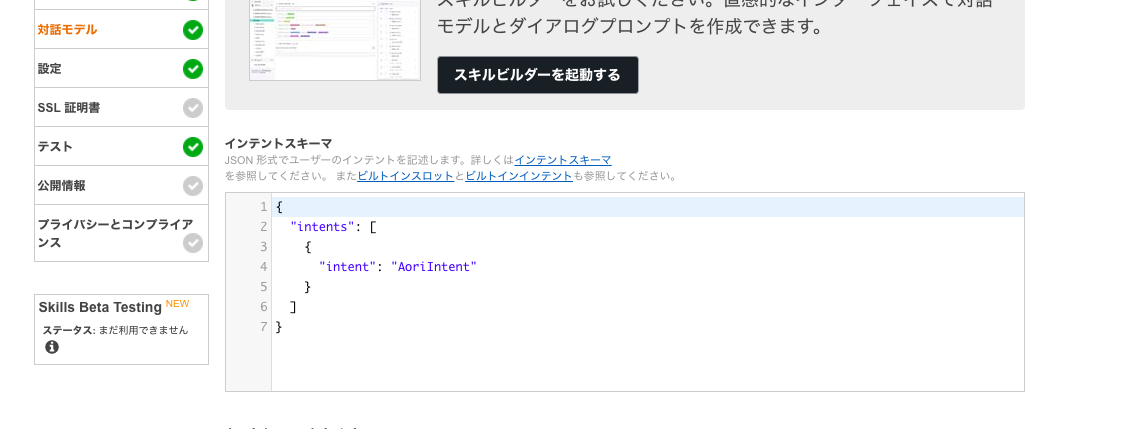 スキルビルダーをお試しください。直感的なインターフェイスで対話
モデルとダイアログプロンプトを作成できます。
スキルビルダーを起動する
対話モデル
設定
SSL 証明書
テスト
公開情報
プライバシーとコンプライア
ンス
Skills Beta Testing NEW
ステータス: まだ利用できません
インテントスキーマ
JSON 形式でユーザーのインテントを記述します。詳しくはインテントスキーマ
を参照してください。 またビルトインスロットとビルトインインテントも参照してください。
1 {
2 "intents": [
3 {
4 "intent": "AoriIntent"
5 }
6 ]
7 }